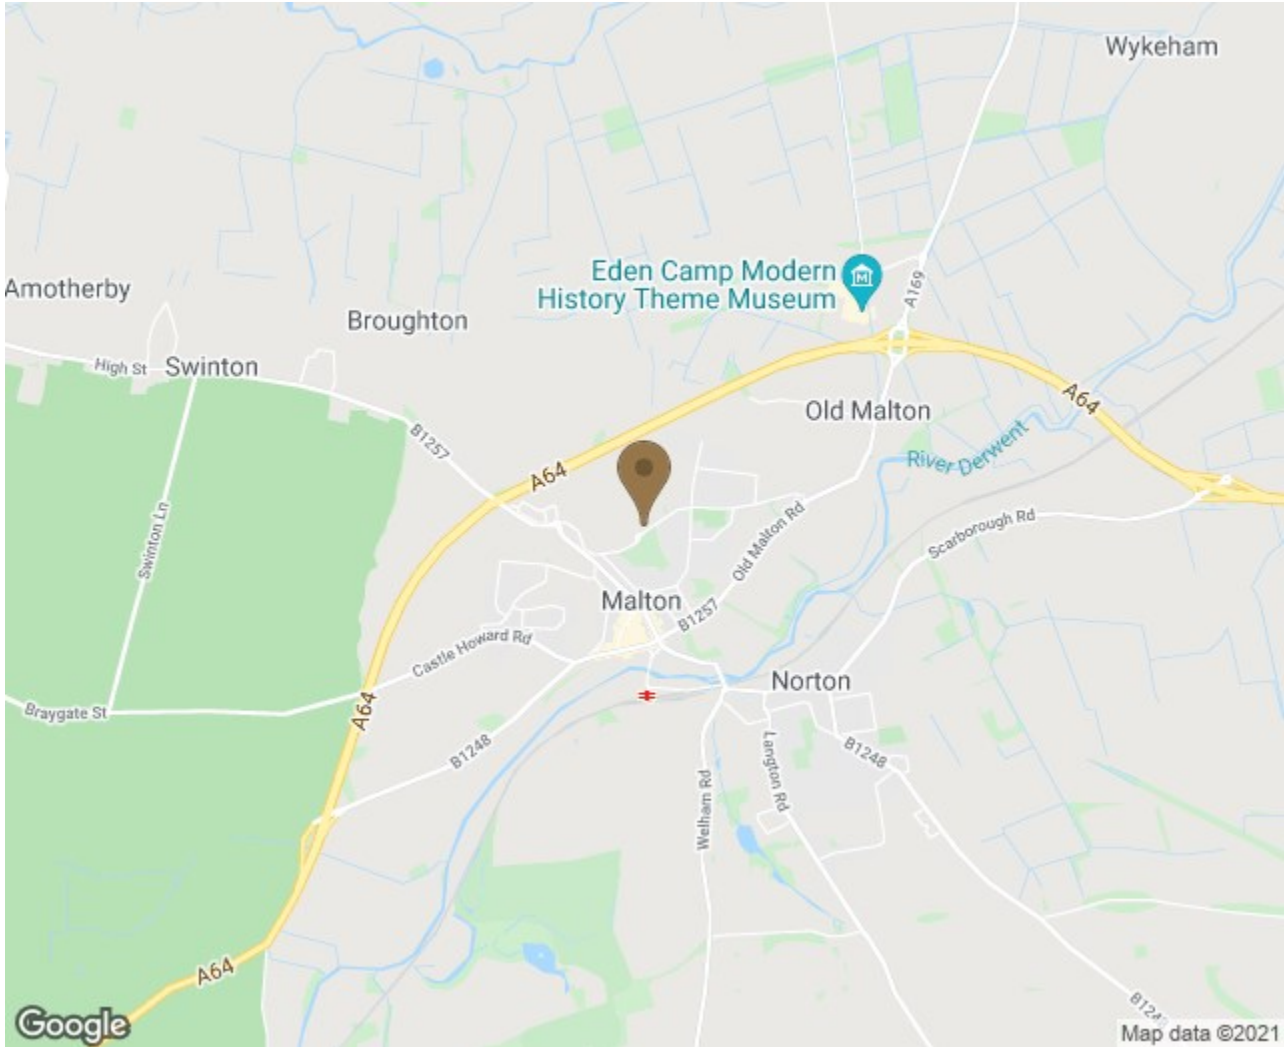 Wykeham
Eden Camp Modern
History Theme Museum
A169
Amotherby
Broughton
High St
Swinton
A64
Old Malton
B1257
River Derwent
A64
Swinton Ln
Old Malton Rd
Scarborough Rd
Malton
B1257
Castle Howard Rd
Norton
A64
Braygate St
B1248
Langton Rd
B1248
Welham Rd
A64
Google
Map data ©2021